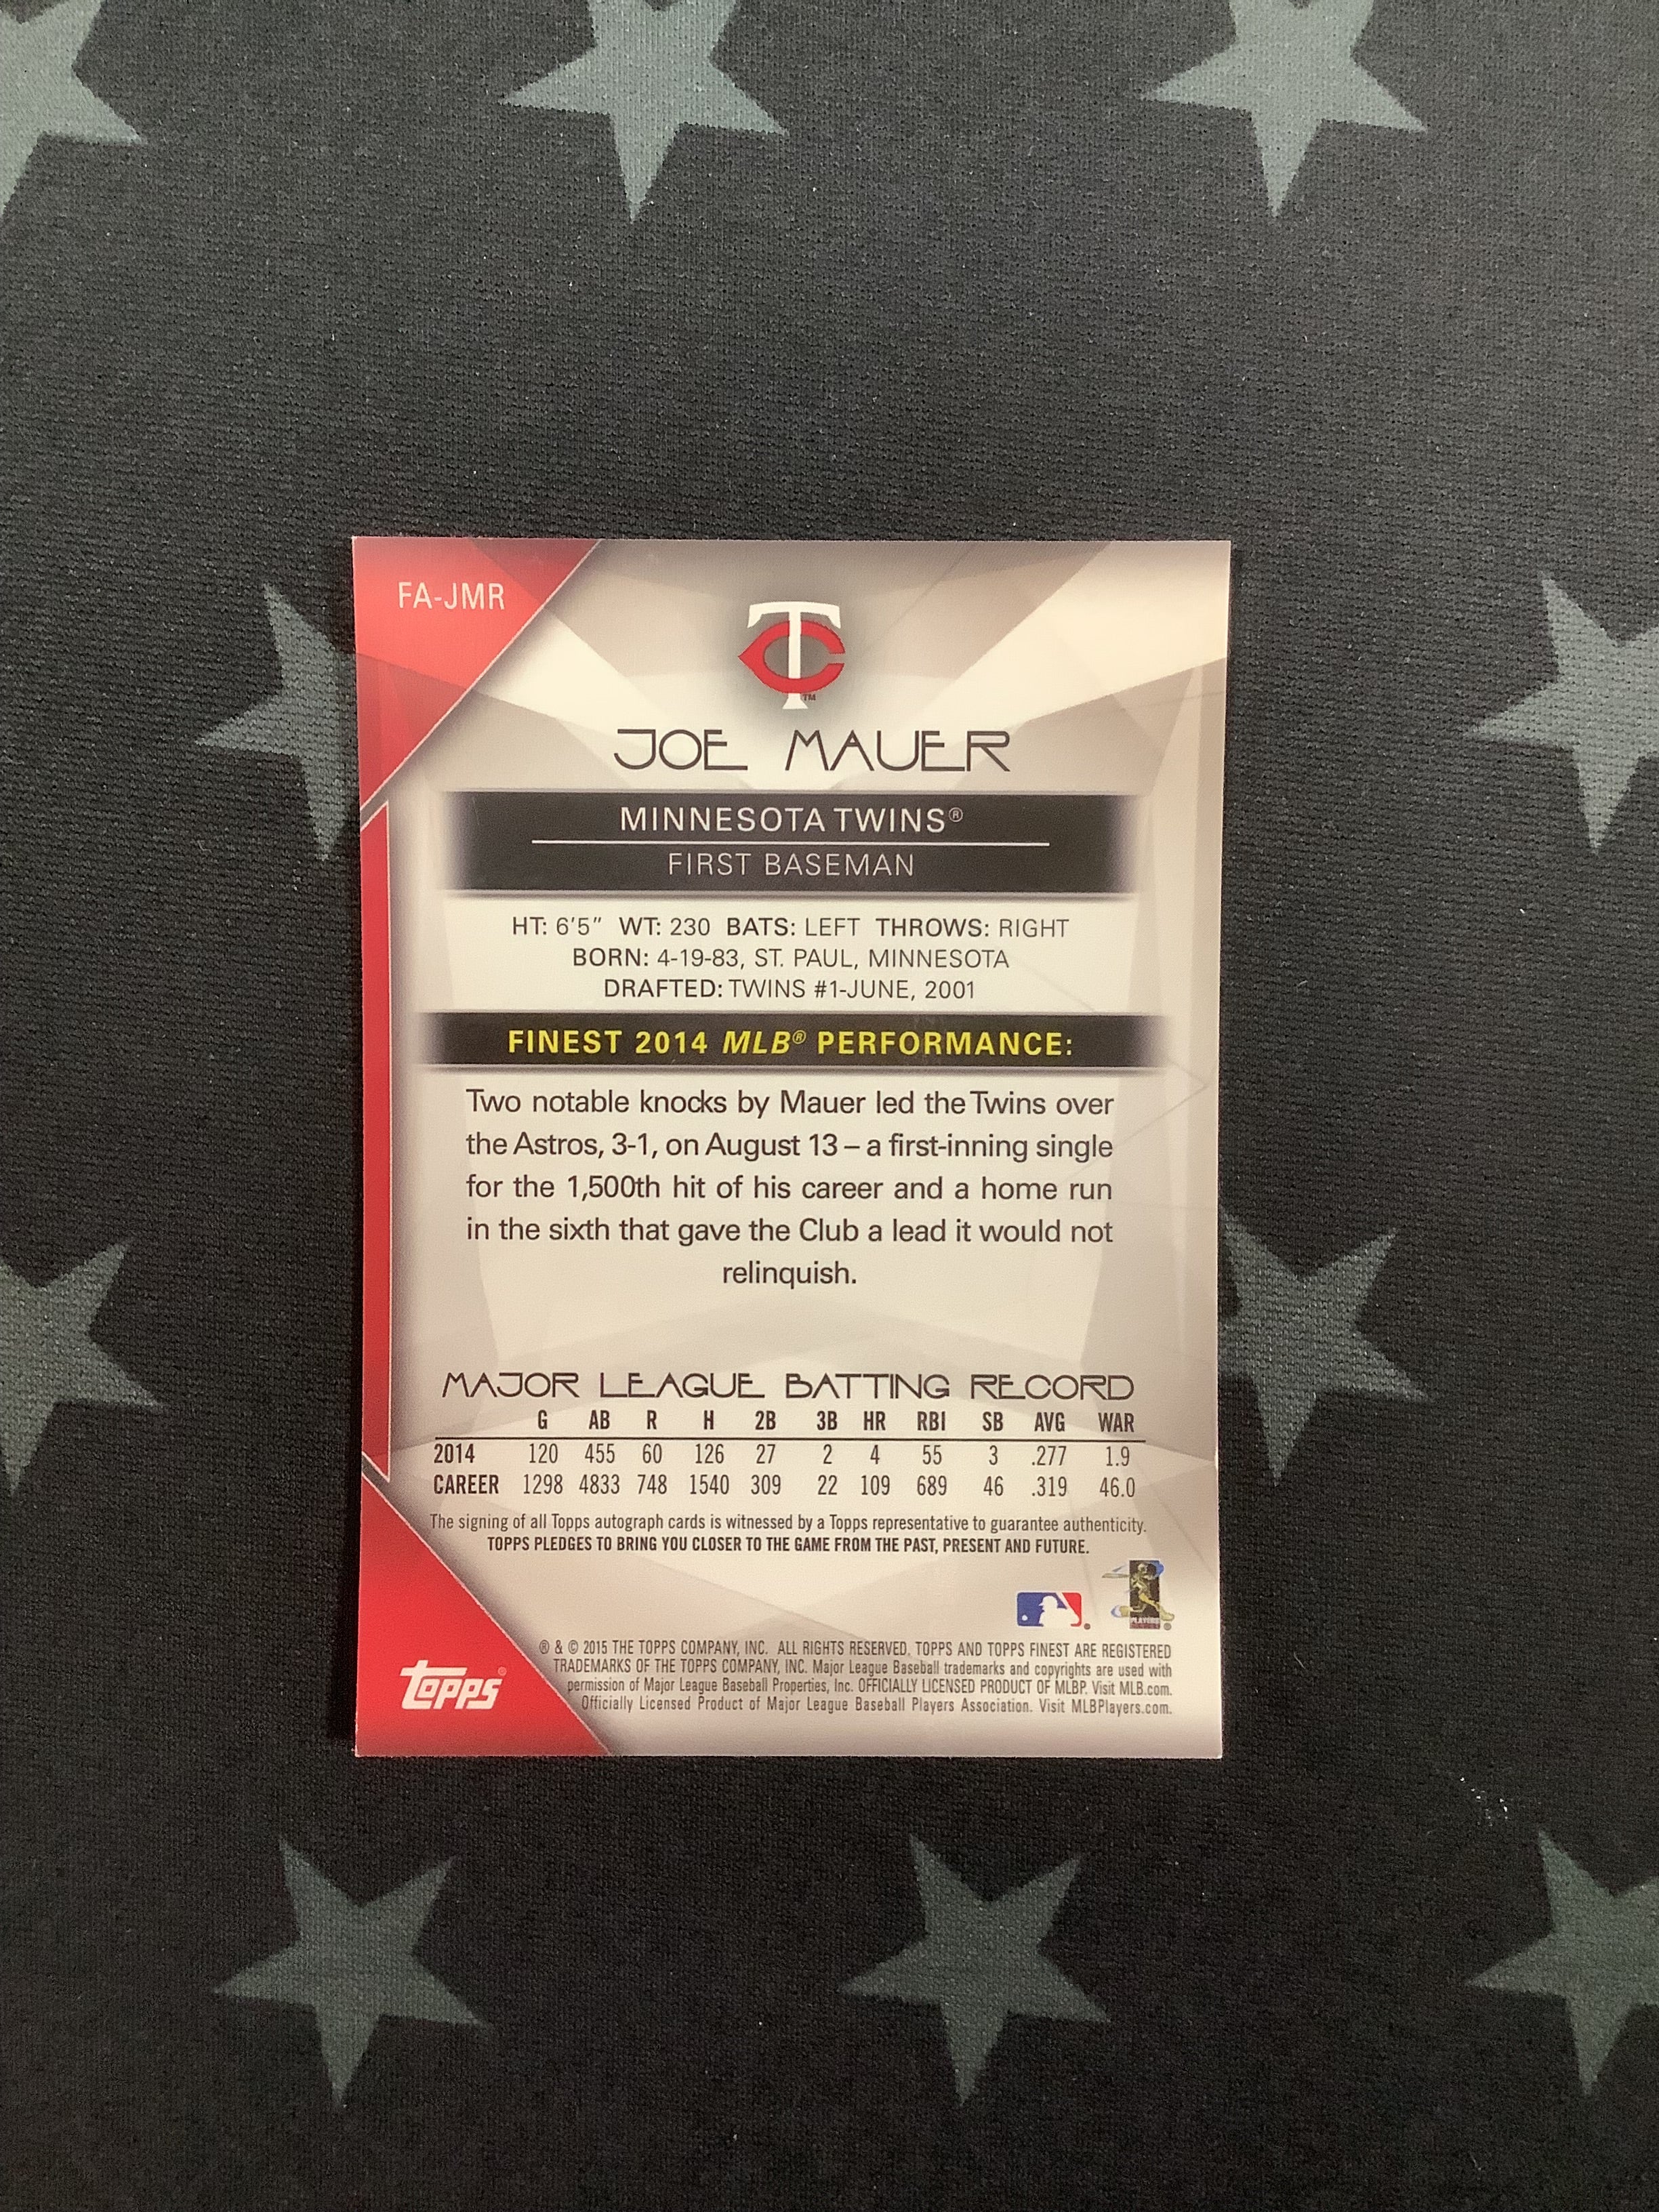 FA-JMR
TC™
JOE MAUER
MINNESOTA TWINS®
FIRST BASEMAN
HT: 6'5" WT: 230 BATS: LEFT THROWS: RIGHT
BORN: 4-19-83, ST. PAUL, MINNESOTA
DRAFTED: TWINS #1-JUNE, 2001
FINEST 2014 MLB® PERFORMANCE:
Two notable knocks by Mauer led the Twins over
the Astros, 3-1, on August 13 – a first-inning single
for the 1,500th hit of his career and a home run
in the sixth that gave the Club a lead it would not
relinquish.
MAJOR LEAGUE BATTING RECORD
G AB R H 2B 3B HR RBI SB AVG WAR
2014 120 455 60 126 27 2 4 55 3 .277 1.9
CAREER 1298 4833 748 1540 309 22 109 689 46 .319 46.0
The signing of all Topps autograph cards is witnessed by a Topps representative to guarantee authenticity.
TOPPS PLEDGES TO BRING YOU CLOSER TO THE GAME FROM THE PAST, PRESENT AND FUTURE.
PLAYERS
® & © 2015 THE TOPPS COMPANY, INC. ALL RIGHTS RESERVED. TOPPS AND TOPPS FINEST ARE REGISTERED
TRADEMARKS OF THE TOPPS COMPANY, INC. Major League Baseball trademarks and copyrights are used with
permission of Major League Baseball Properties, Inc. OFFICIALLY LICENSED PRODUCT OF MLBP. Visit MLB.com.
Officially Licensed Product of Major League Baseball Players Association. Visit MLBPlayers.com.
topps®